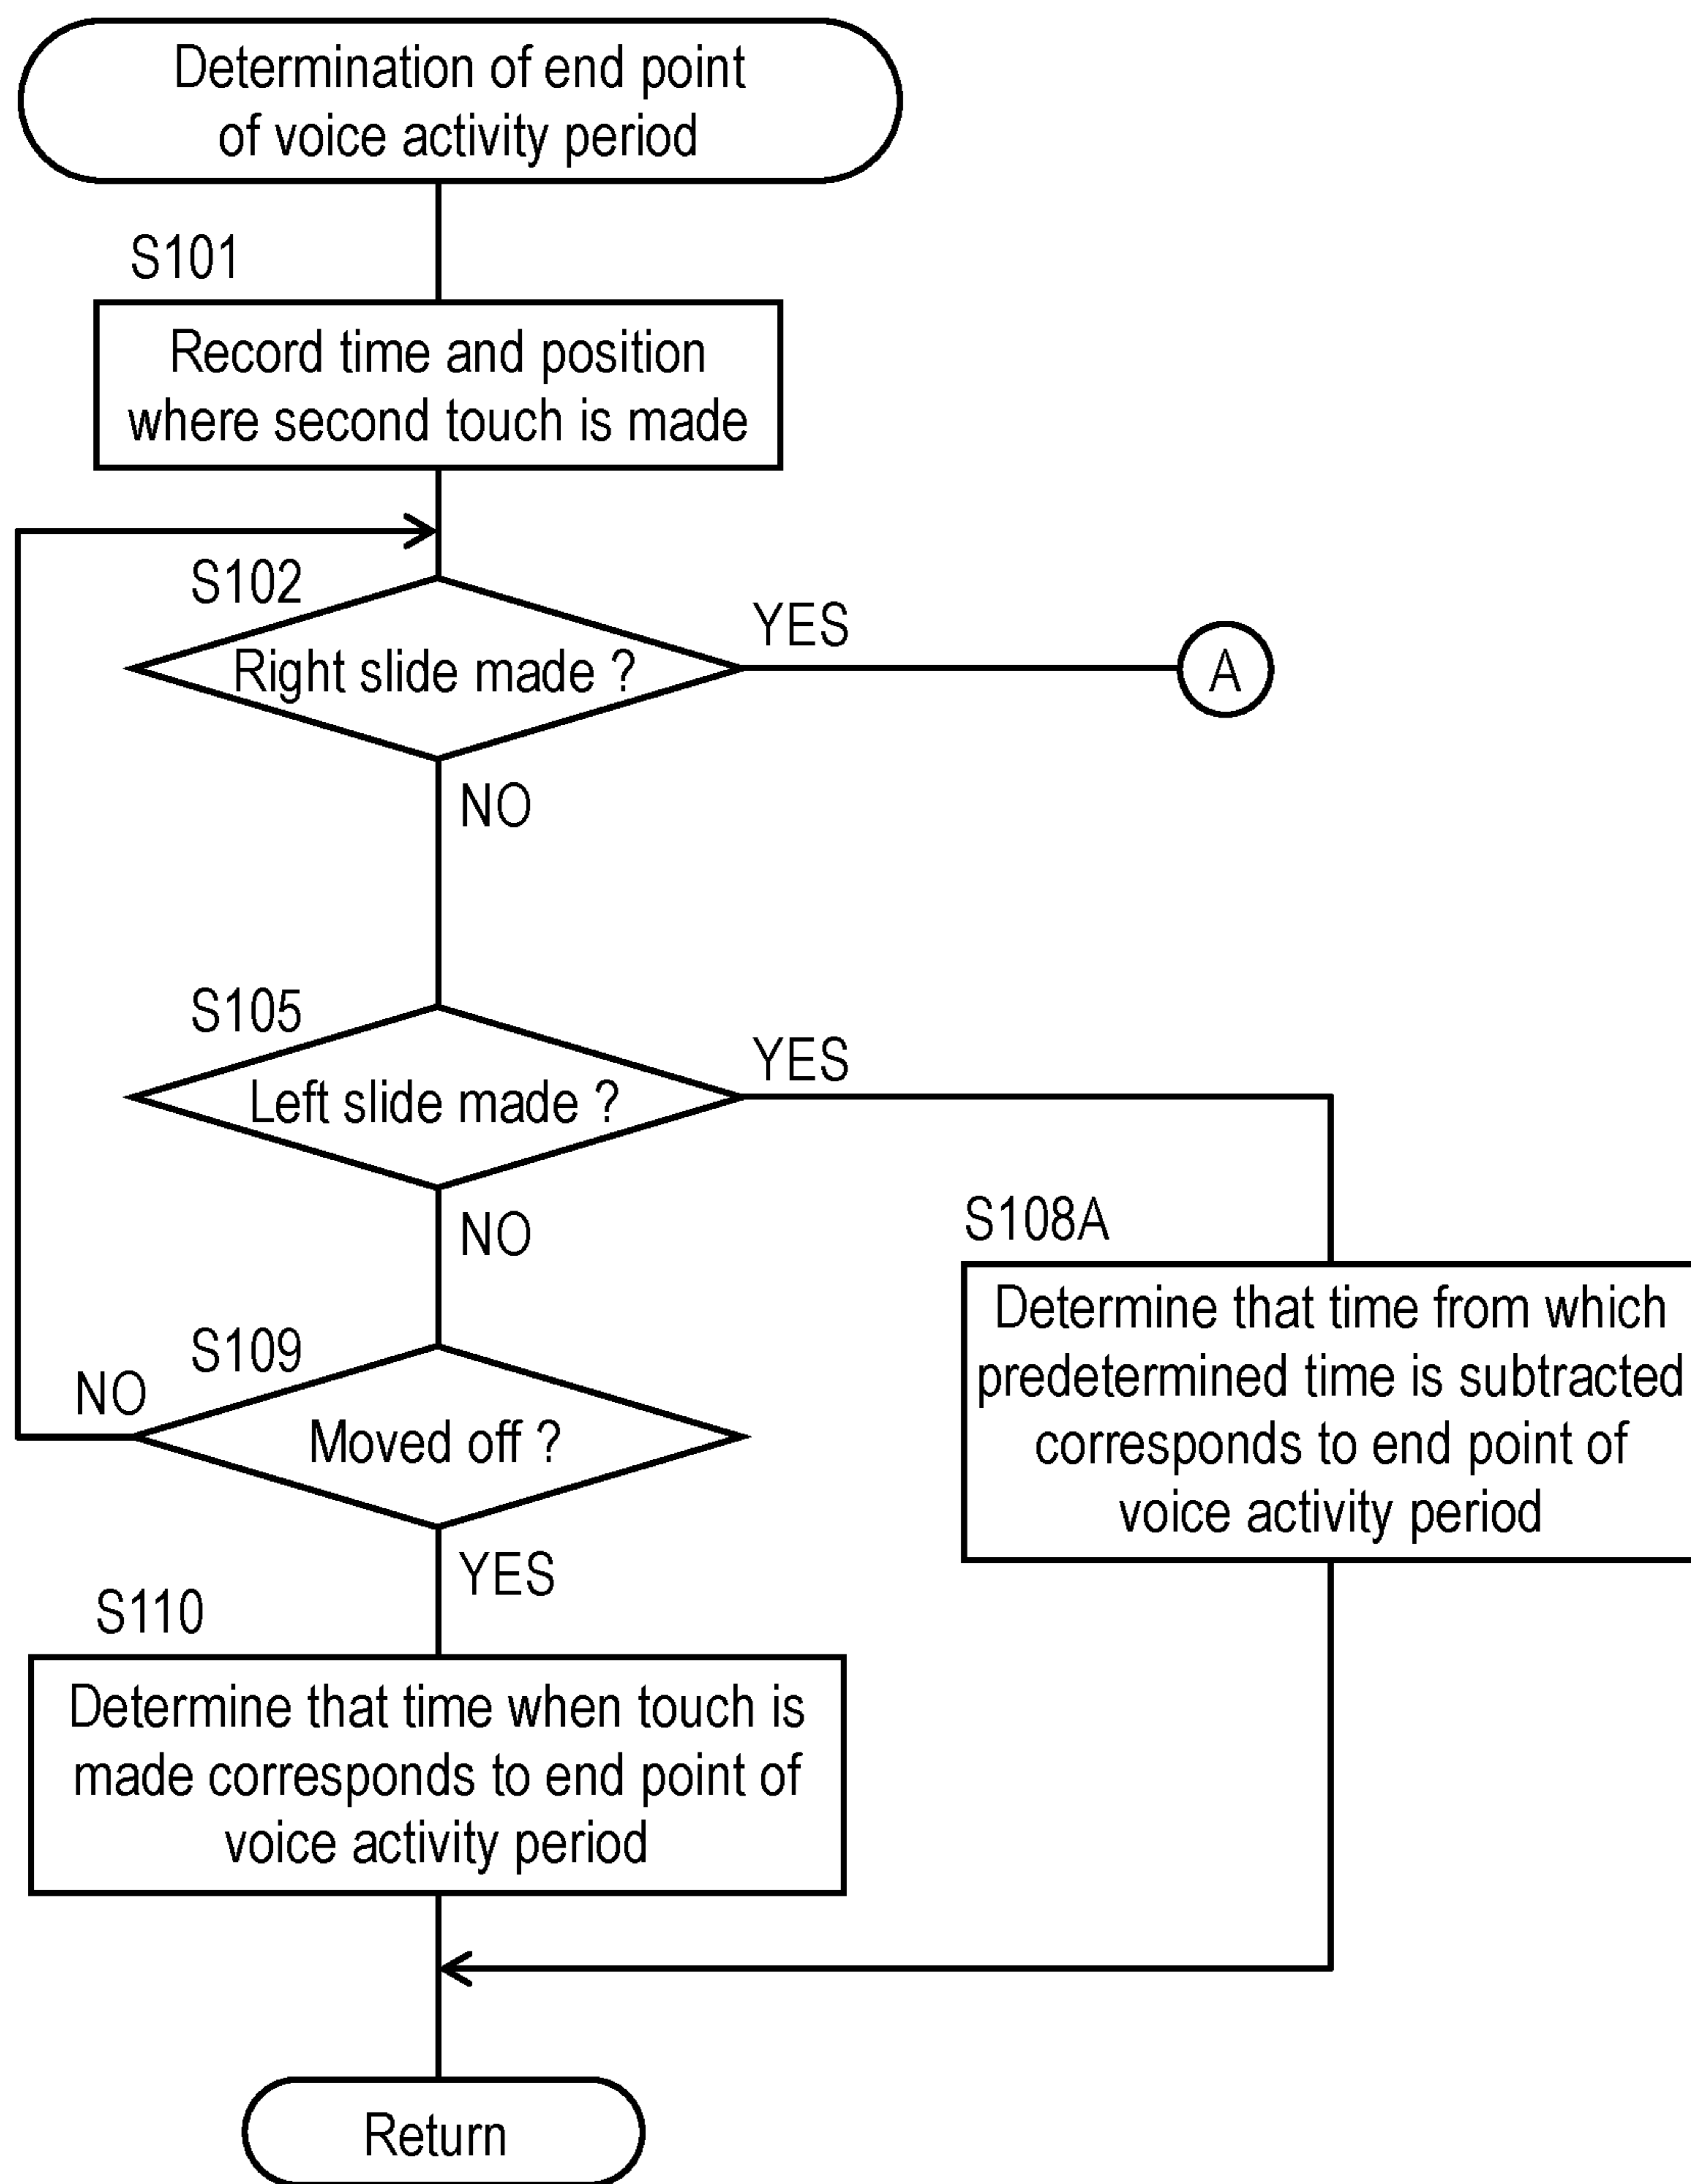 Determination of end point
of voice activity period
S101
Record time and position
where second touch is made
S102
Right slide made ?
YES
A
NO
S105
Left slide made ?
YES
NO
S108A
Determine that time from which
predetermined time is subtracted
corresponds to end point of
voice activity period
S109
NO
Moved off ?
YES
S110
Determine that time when touch is
made corresponds to end point of
voice activity period
Return